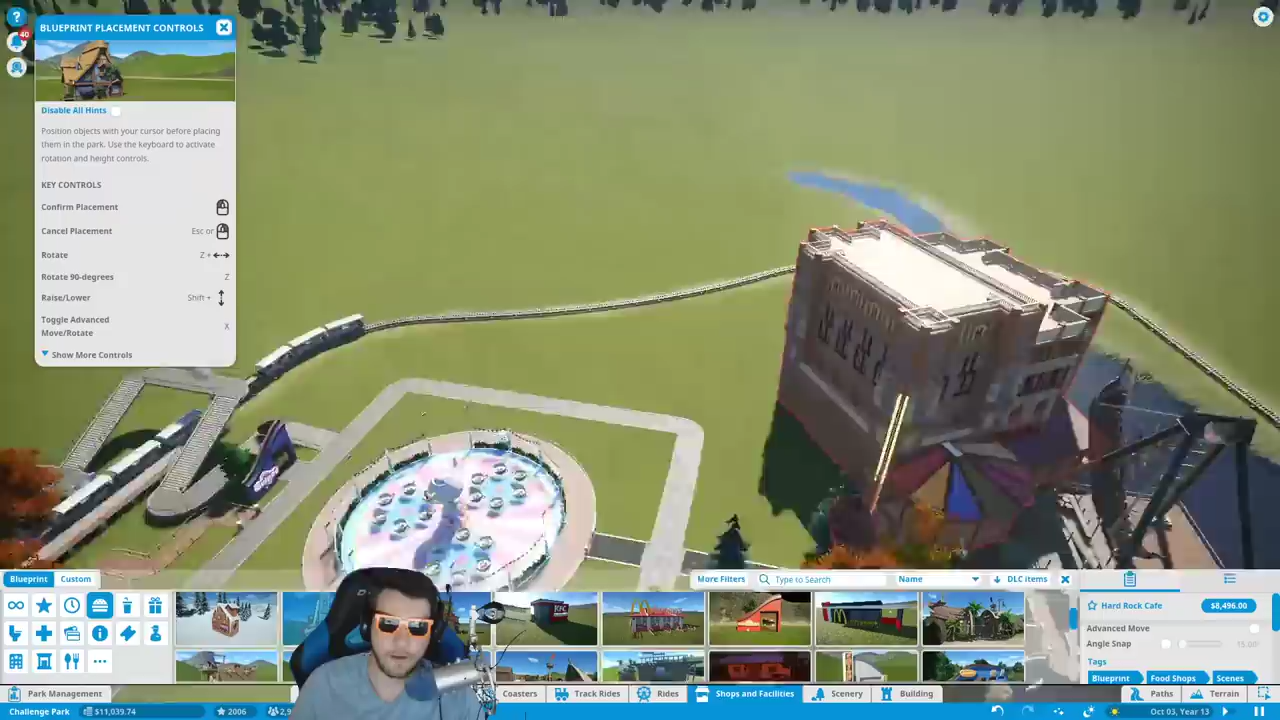 BLUEPRINT PLACEMENT CONTROLS
40
Disable All Hints
Position objects with your cursor before placing
them in the park. Use the keyboard to activate
rotation and height controls.
KEY CONTROLS
Confirm Placement
Cancel Placement Esc or
Rotate Z +
Rotate 90-degrees Z
Raise/Lower Shift +
Toggle Advanced
Move/Rotate X
Show More Controls
Blueprint Custom
More Filters Type to Search Name DLC items
KFC
Hard Rock Cafe $8,496.00
Advanced Move
Angle Snap 15.00°
Tags
Blueprint Food Shops Scenes
Park Management Coasters Track Rides Rides Shops and Facilities Scenery Building Paths Terrain
Challenge Park $11,039.74 2006 Oct 03, Year 13